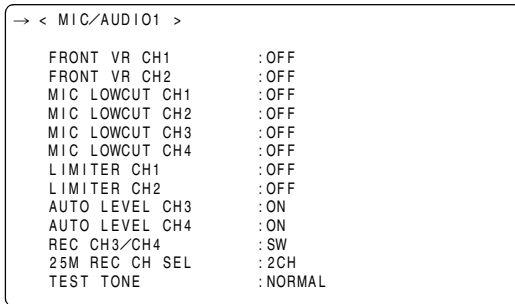 → < MIC/AUDIO1 >
FRONT VR CH1 :OFF
FRONT VR CH2 :OFF
MIC LOWCUT CH1 :OFF
MIC LOWCUT CH2 :OFF
MIC LOWCUT CH3 :OFF
MIC LOWCUT CH4 :OFF
LIMITER CH1 :OFF
LIMITER CH2 :OFF
AUTO LEVEL CH3 :ON
AUTO LEVEL CH4 :ON
REC CH3/CH4 :SW
25M REC CH SEL :2CH
TEST TONE :NORMAL